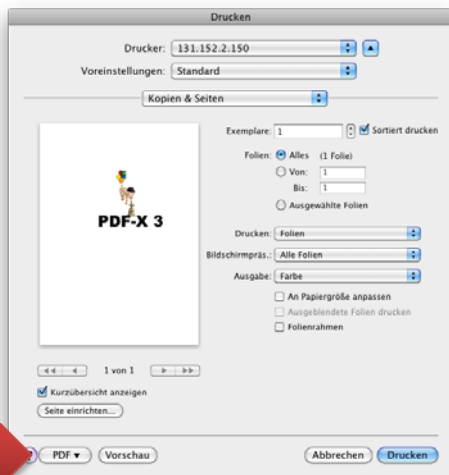 Drucken
Drucker: 131.152.2.150
Voreinstellungen: Standard
Kopien & Seiten
Exemplare: 1 Sortiert drucken
Folien: Alles (1 Folie)
Von: 1
Bis: 1
Ausgewählte Folien
PDF-X 3
Drucken: Folien
Bildschirmpräs.: Alle Folien
Ausgabe: Farbe
An Papiergröße anpassen
Ausgeblendete Folien drucken
Folienrahmen
1 von 1
Kurzübersicht anzeigen
Seite einrichten...
? PDF Vorschau Abbrechen Drucken